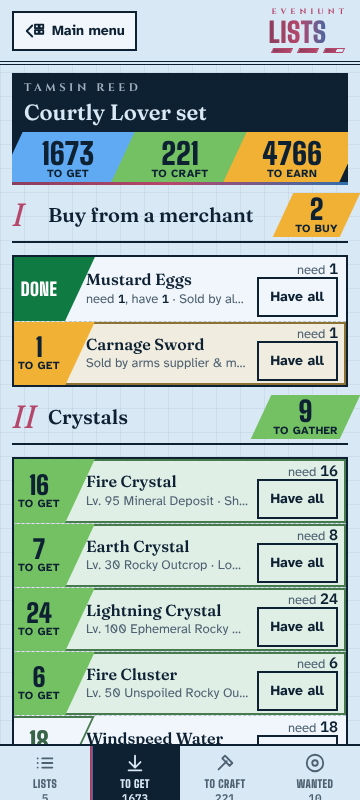 Main menu
EVENIUNT
LISTS
TAMSIN REED
Courtly Lover set
1673
TO GET
221
TO CRAFT
4766
TO EARN
I
Buy from a merchant
2
TO BUY
DONE
Mustard Eggs
need 1, have 1 · Sold by al...
need 1
Have all
1
TO GET
Carnage Sword
Sold by arms supplier & m...
need 1
Have all
II
Crystals
9
TO GATHER
16
TO GET
Fire Crystal
Lv. 95 Mineral Deposit · Sh...
need 16
Have all
7
TO GET
Earth Crystal
Lv. 30 Rocky Outcrop · Lo...
need 8
Have all
24
TO GET
Lightning Crystal
Lv. 100 Ephemeral Rocky ...
need 24
Have all
6
TO GET
Fire Cluster
Lv. 50 Unspoiled Rocky Ou...
need 6
Have all
18
Windspeed Water
need 18
LISTS
5
TO GET
1673
TO CRAFT
221
WANTED
10